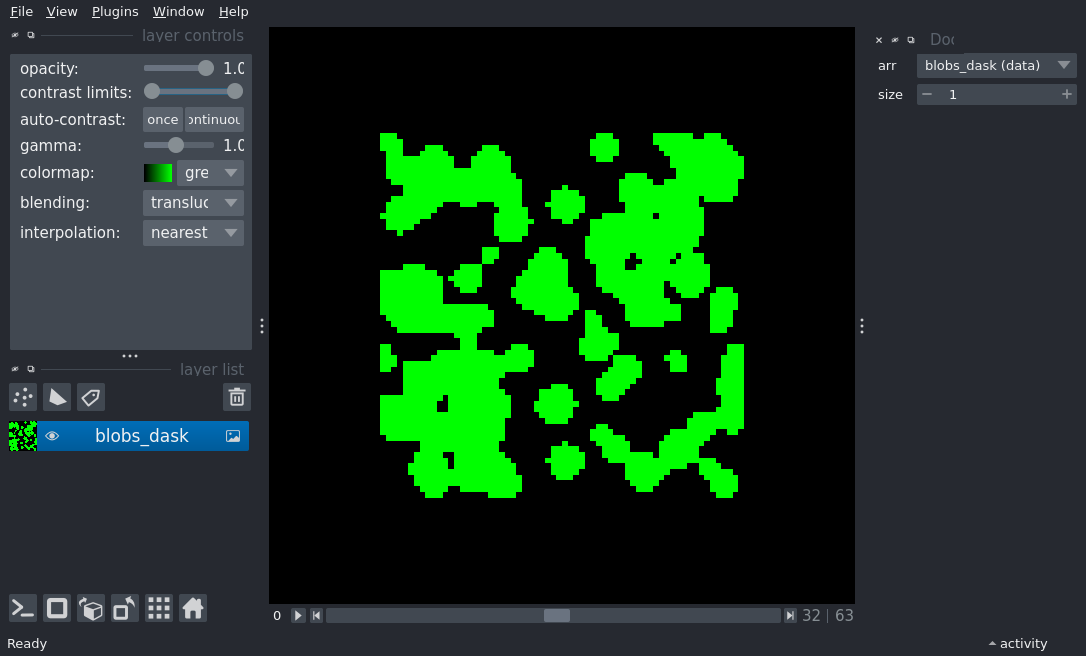 File View Plugins Window Help
layer controls
opacity: 1.0
contrast limits:
auto-contrast: once ontinuou
gamma: 1.0
colormap: gre
blending: transluc
interpolation: nearest
layer list
blobs_dask
0 32 | 63
Ready
Doc
arr blobs_dask (data)
size 1
activity